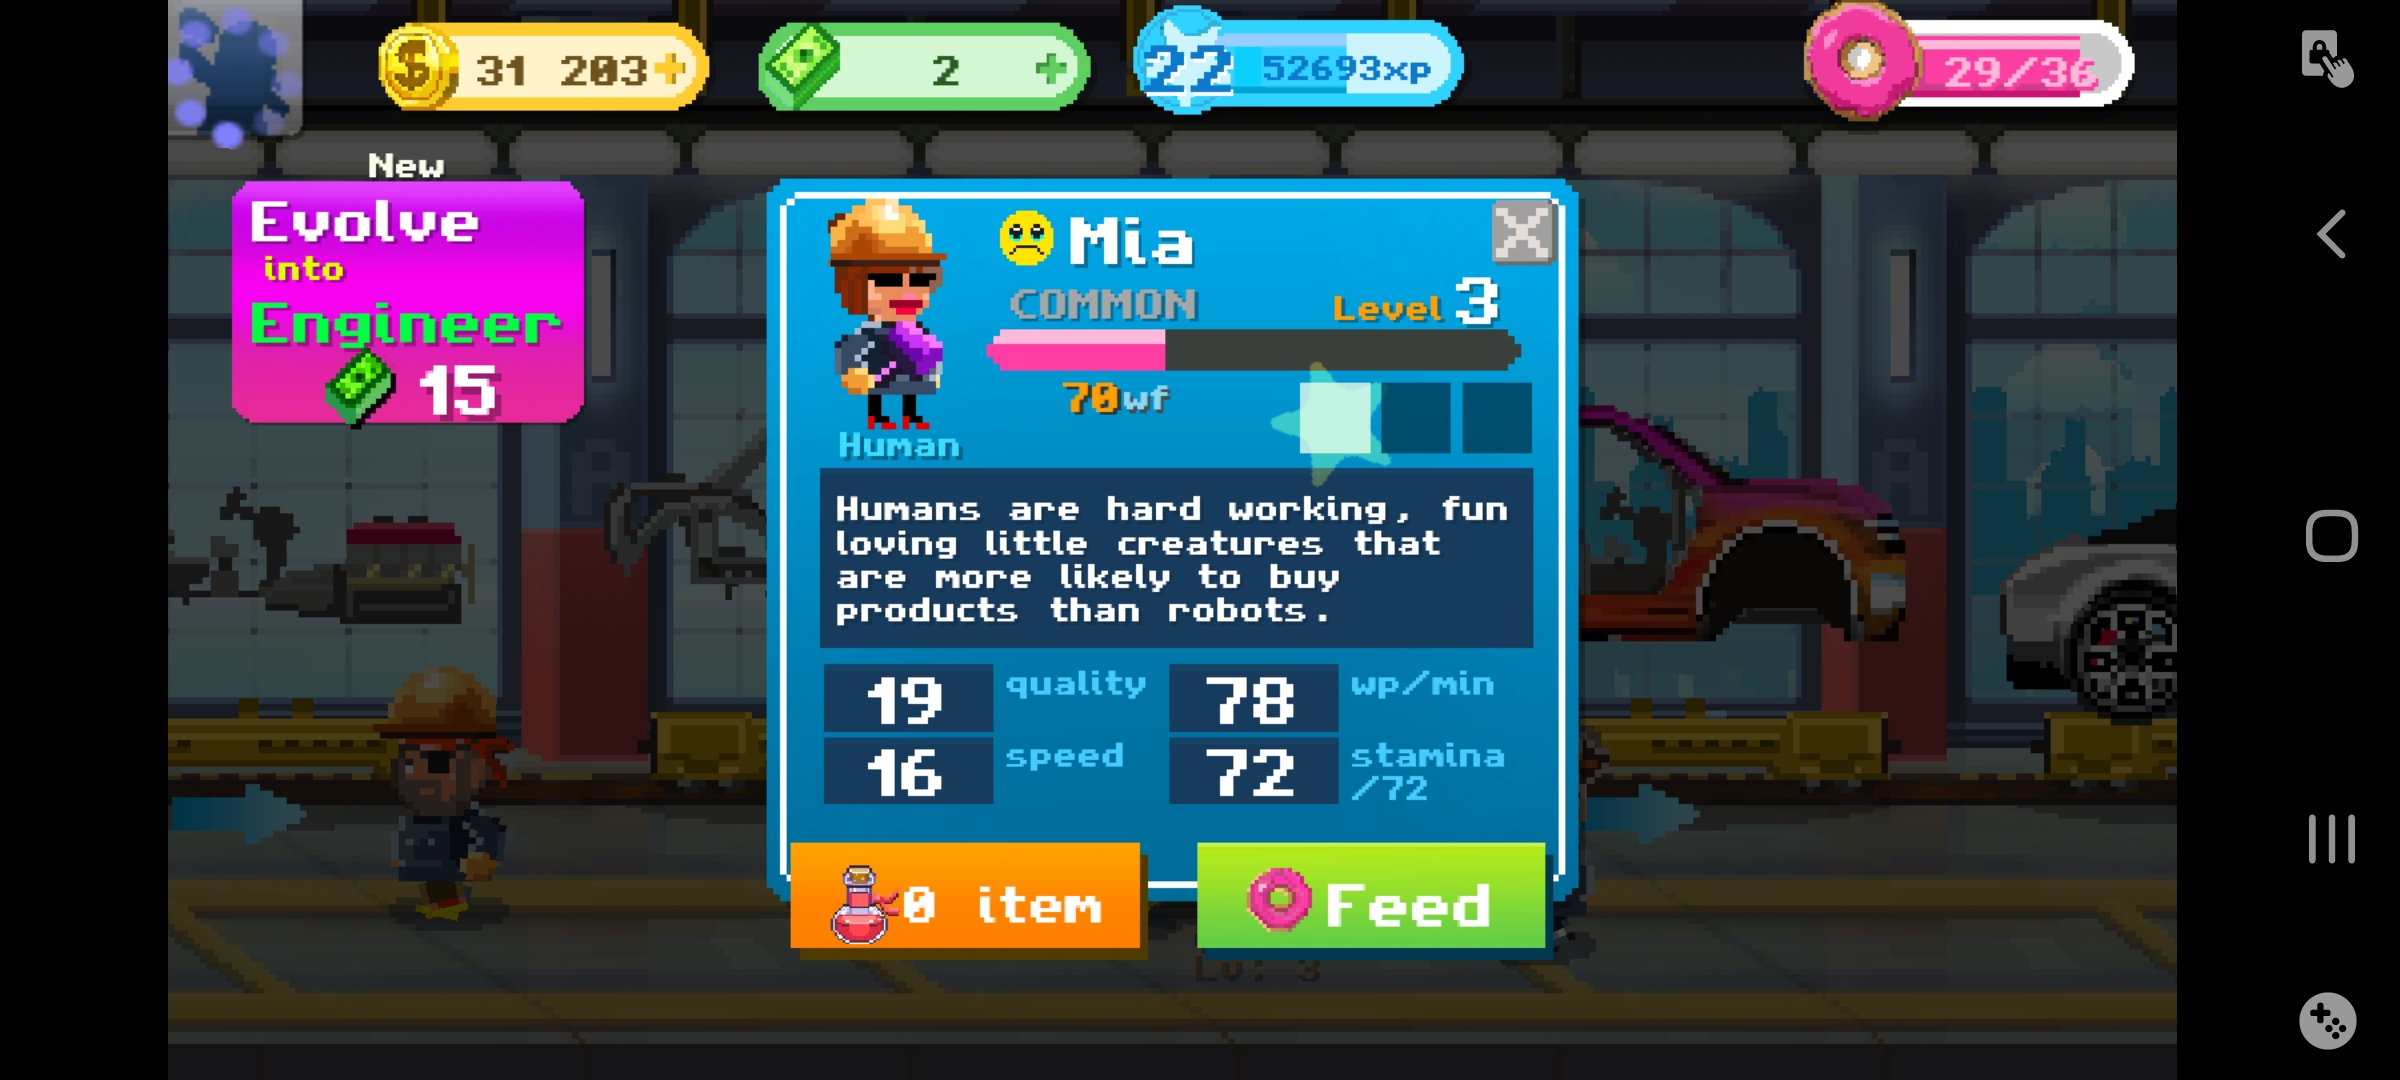 31 203
2
22 52693xp
29/36
New
Evolve
into
Engineer
15
Mia
COMMON
Level 3
70wf
Human
Humans are hard working, fun
loving little creatures that
are more likely to buy
products than robots.
19 quality 78 wp/min
16 speed 72 stamina
/72
0 item
Feed
Lv: 3